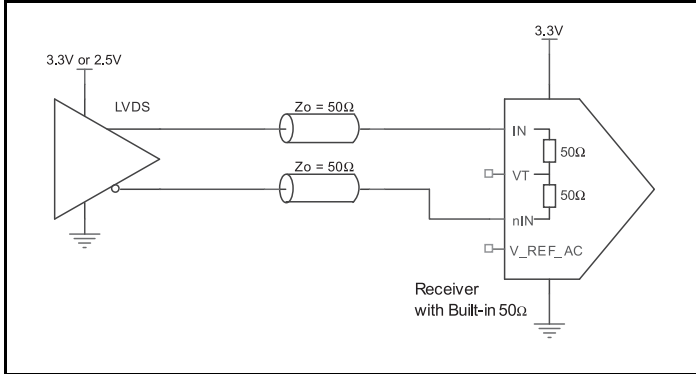 3.3V
3.3V or 2.5V
LVDS
Zo = 50Ω
IN
50Ω
Zo = 50Ω
VT
50Ω
nIN
V_REF_AC
Receiver
with Built-in 50Ω